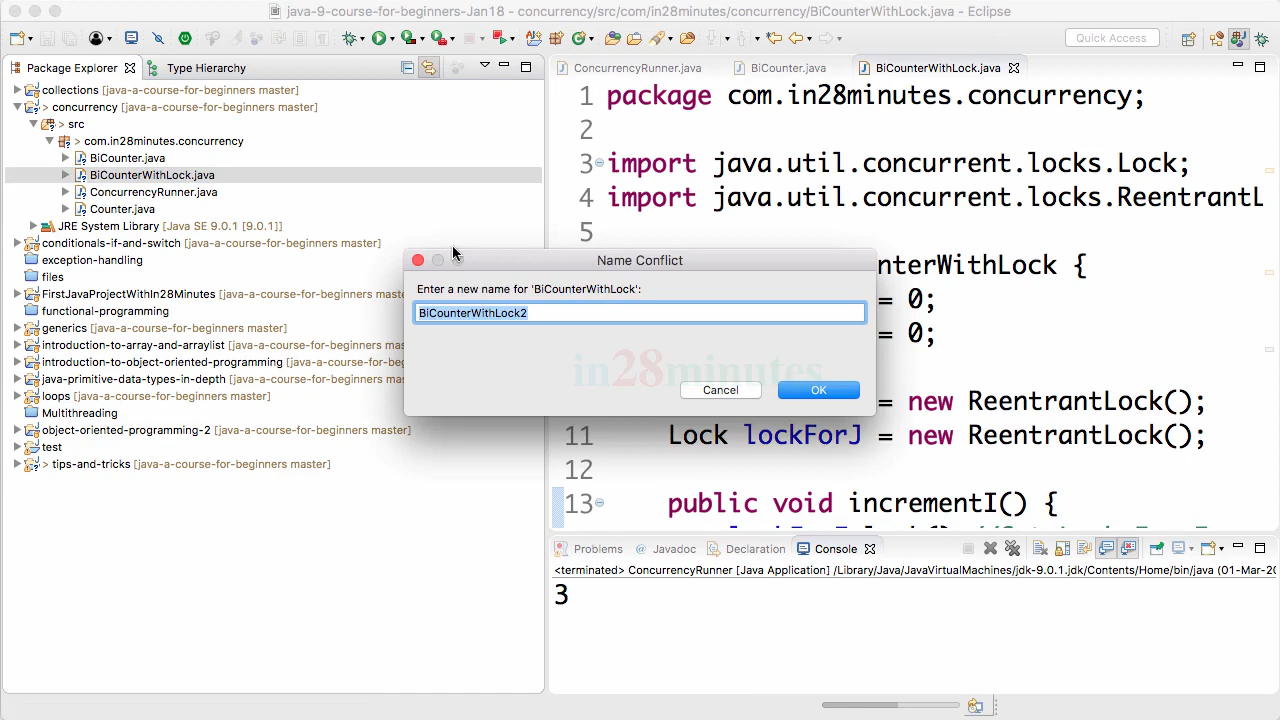 java-9-course-for-beginners-Jan18 - concurrency/src/com/in28minutes/concurrency/BiCounterWithLock.java - Eclipse
Quick Access
Package Explorer
Type Hierarchy
collections [java-a-course-for-beginners master]
> concurrency [java-a-course-for-beginners master]
> src
> com.in28minutes.concurrency
BiCounter.java
BiCounterWithLock.java
ConcurrencyRunner.java
Counter.java
JRE System Library [Java SE 9.0.1 [9.0.1]]
conditionals-if-and-switch [java-a-course-for-beginners master]
exception-handling
files
FirstJavaProjectWithIn28Minutes [java-a-course-for-beginners
functional-programming
generics [java-a-course-for-beginners master]
introduction-to-array-and-arraylist [java-a-course-for-beginners
introduction-to-object-oriented-programming
java-primitive-data-types-in-depth [java-a-course-for-beginners
loops [java-a-course-for-beginners master]
Multithreading
object-oriented-programming-2 [java-a-course-for-beginners master]
test
> tips-and-tricks [java-a-course-for-beginners master]
ConcurrencyRunner.java
BiCounter.java
BiCounterWithLock.java
1 package com.in28minutes.concurrency;
2
3 import java.util.concurrent.locks.Lock;
4 import java.util.concurrent.locks.ReentrantL
5
nterWithLock {
= 0;
= 0;
= new ReentrantLock();
11 Lock lockForJ = new ReentrantLock();
12
13 public void incrementI() {
Name Conflict
Enter a new name for 'BiCounterWithLock':
BiCounterWithLock2
in28minutes
Cancel
OK
Problems
@ Javadoc
Declaration
Console
<terminated> ConcurrencyRunner [Java Application] /Library/Java/JavaVirtualMachines/jdk-9.0.1.jdk/Contents/Home/bin/java (01-Mar-20
3